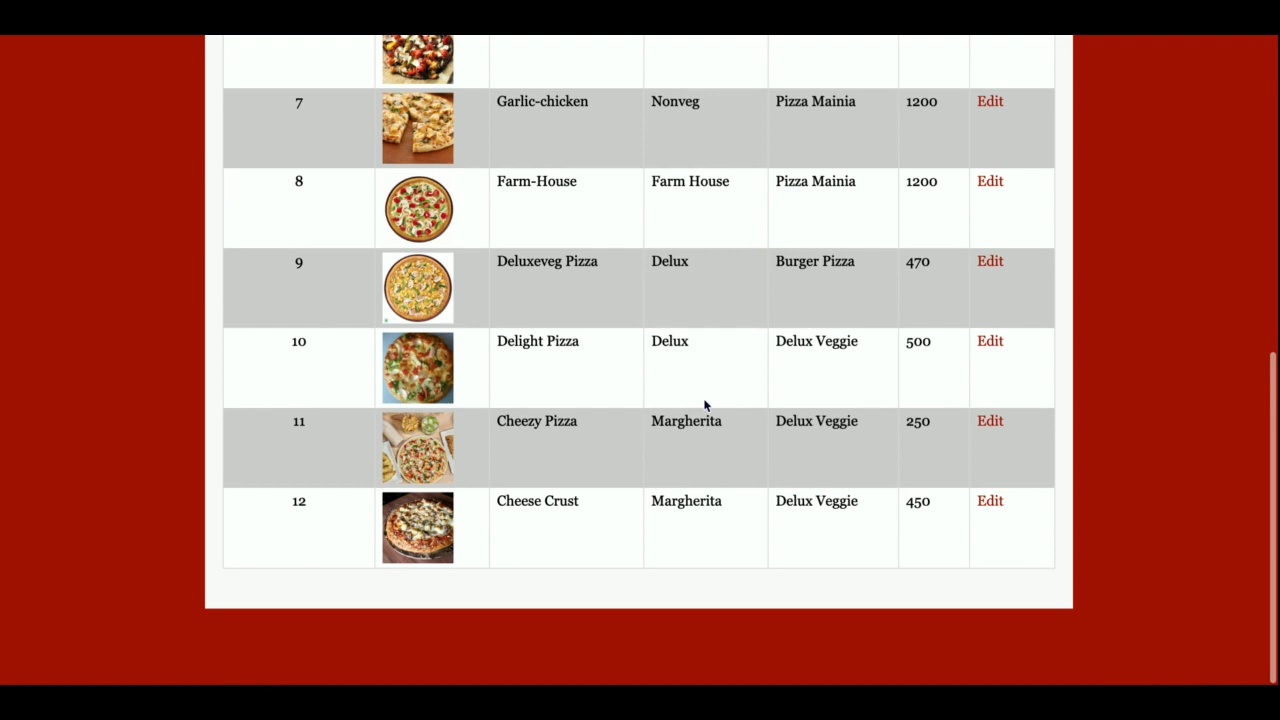 7 Garlic-chicken Nonveg Pizza Mainia 1200 Edit
8 Farm-House Farm House Pizza Mainia 1200 Edit
9 Deluxeveg Pizza Delux Burger Pizza 470 Edit
10 Delight Pizza Delux Delux Veggie 500 Edit
11 Cheezy Pizza Margherita Delux Veggie 250 Edit
12 Cheese Crust Margherita Delux Veggie 450 Edit